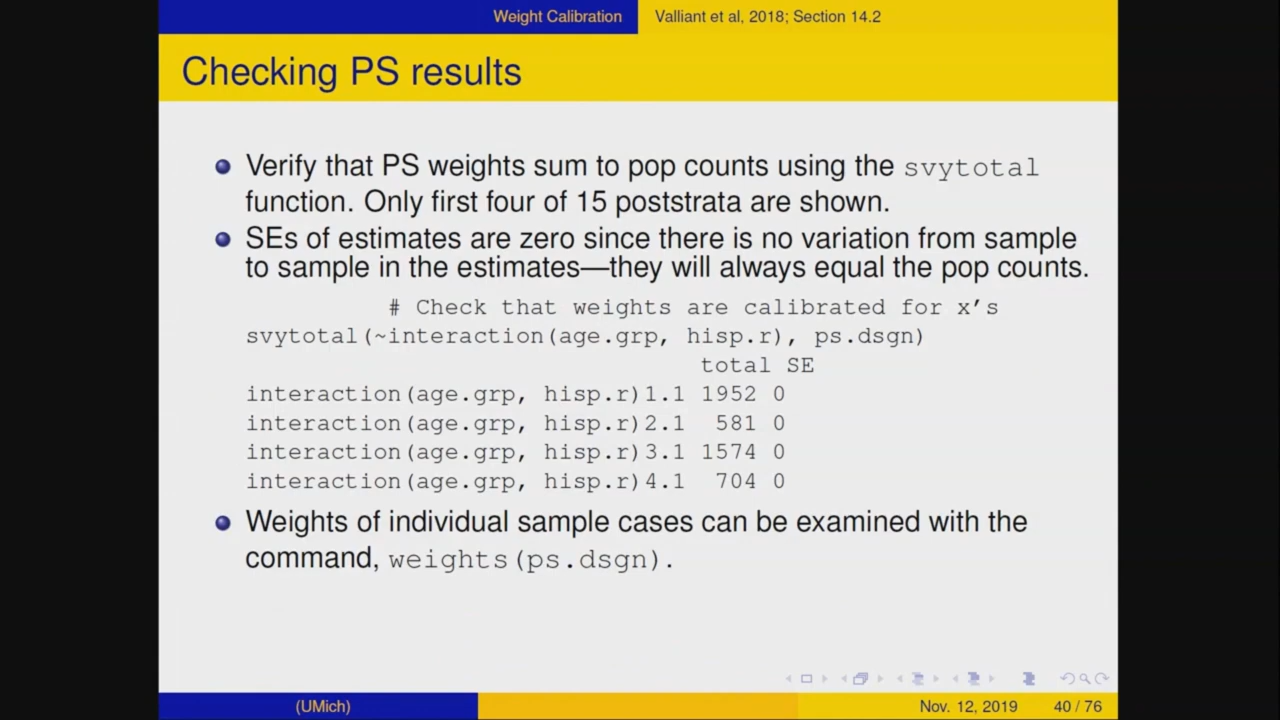 Weight Calibration Valliant et al, 2018; Section 14.2
Checking PS results
Verify that PS weights sum to pop counts using the svytotal
function. Only first four of 15 poststrata are shown.
SEs of estimates are zero since there is no variation from sample
to sample in the estimates—they will always equal the pop counts.
# Check that weights are calibrated for x's
svytotal(~interaction(age.grp, hisp.r), ps.dsgn)
total SE
interaction(age.grp, hisp.r)1.1 1952 0
interaction(age.grp, hisp.r)2.1 581 0
interaction(age.grp, hisp.r)3.1 1574 0
interaction(age.grp, hisp.r)4.1 704 0
Weights of individual sample cases can be examined with the
command, weights(ps.dsgn).
(UMich) Nov. 12, 2019 40 / 76